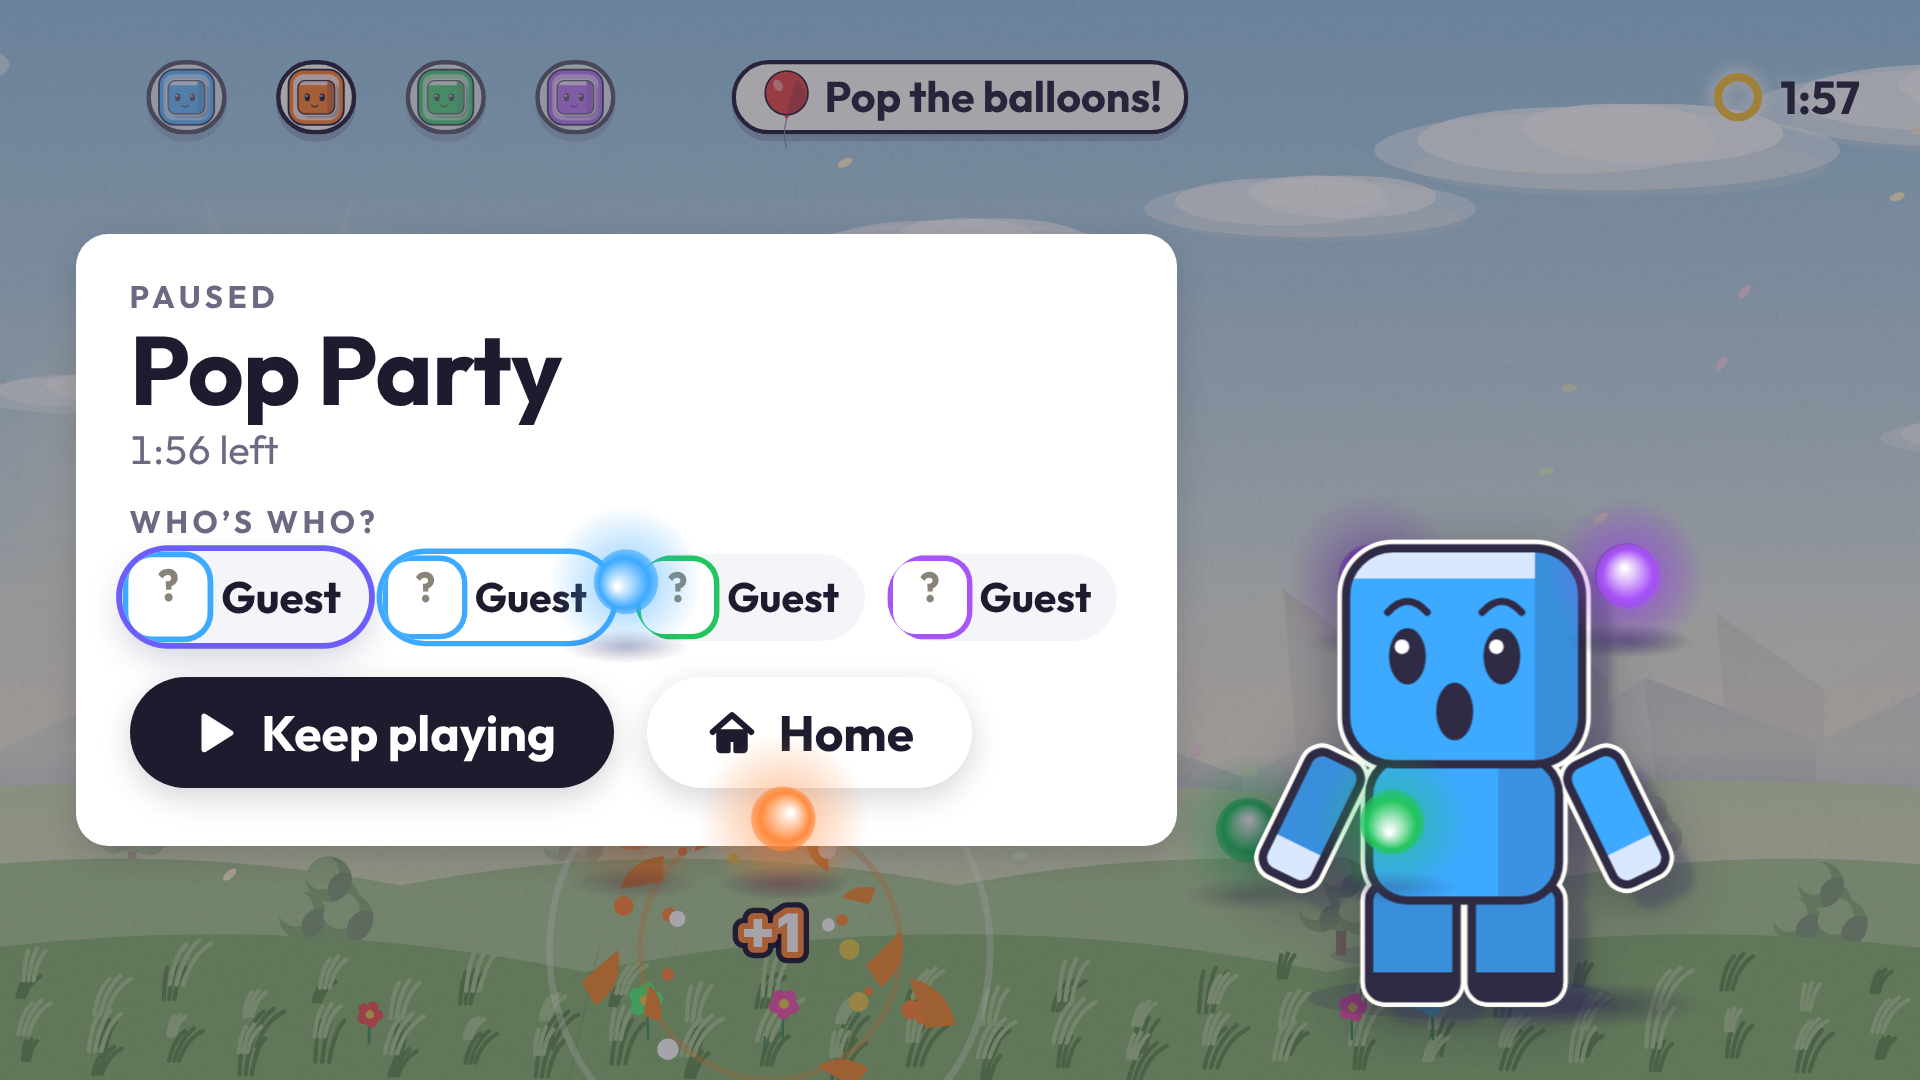 Pop the balloons!
1:57
PAUSED
Pop Party
1:56 left
WHO'S WHO?
? Guest ? Guest ? Guest ? Guest
Keep playing Home
+1